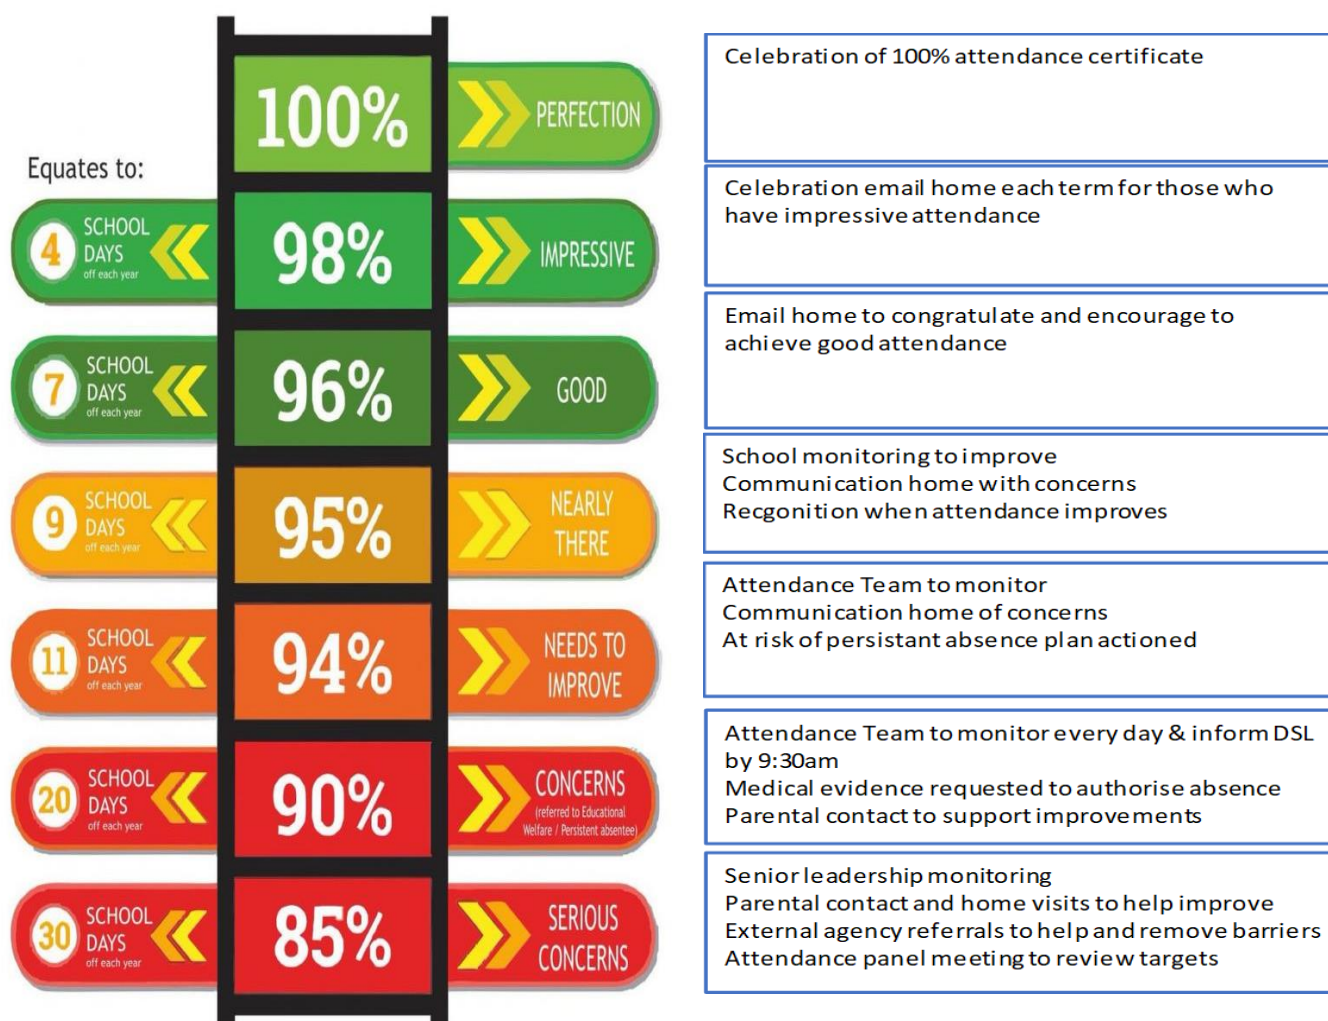 100%
PERFECTION
Celebration of 100% attendance certificate
Equates to:
4
SCHOOL
DAYS
off each year
98%
IMPRESSIVE
Celebration email home each term for those who
have impressive attendance
7
SCHOOL
DAYS
off each year
96%
GOOD
Email home to congratulate and encourage to
achieve good attendance
9
SCHOOL
DAYS
off each year
95%
NEARLY
THERE
School monitoring to improve
Communication home with concerns
Recgonition when attendance improves
11
SCHOOL
DAYS
off each year
94%
NEEDS TO
IMPROVE
Attendance Team to monitor
Communication home of concerns
At risk of persistant absence plan actioned
20
SCHOOL
DAYS
off each year
90%
CONCERNS
(referred to Educational
Welfare / Persistent absentee)
Attendance Team to monitor every day & inform DSL
by 9:30am
Medical evidence requested to authorise absence
Parental contact to support improvements
30
SCHOOL
DAYS
off each year
85%
SERIOUS
CONCERNS
Senior leadership monitoring
Parental contact and home visits to help improve
External agency referrals to help and remove barriers
Attendance panel meeting to review targets